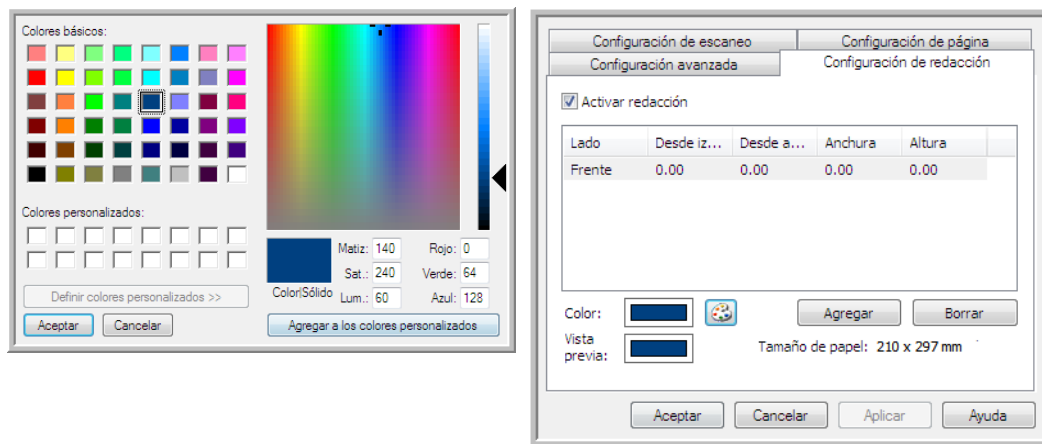 Colores básicos:
Colores personalizados:
Definir colores personalizados >>
Aceptar Cancelar
Matiz: 140 Rojo: 0
Sat.: 240 Verde: 64
Color|Sólido Lum.: 60 Azul: 128
Agregar a los colores personalizados
Configuración de escaneo Configuración de página
Configuración avanzada Configuración de redacción
Activar redacción
Lado Desde iz... Desde a... Anchura Altura
Frente 0.00 0.00 0.00 0.00
Color: Agregar Borrar
Vista
previa: Tamaño de papel: 210 x 297 mm
Aceptar Cancelar Aplicar Ayuda